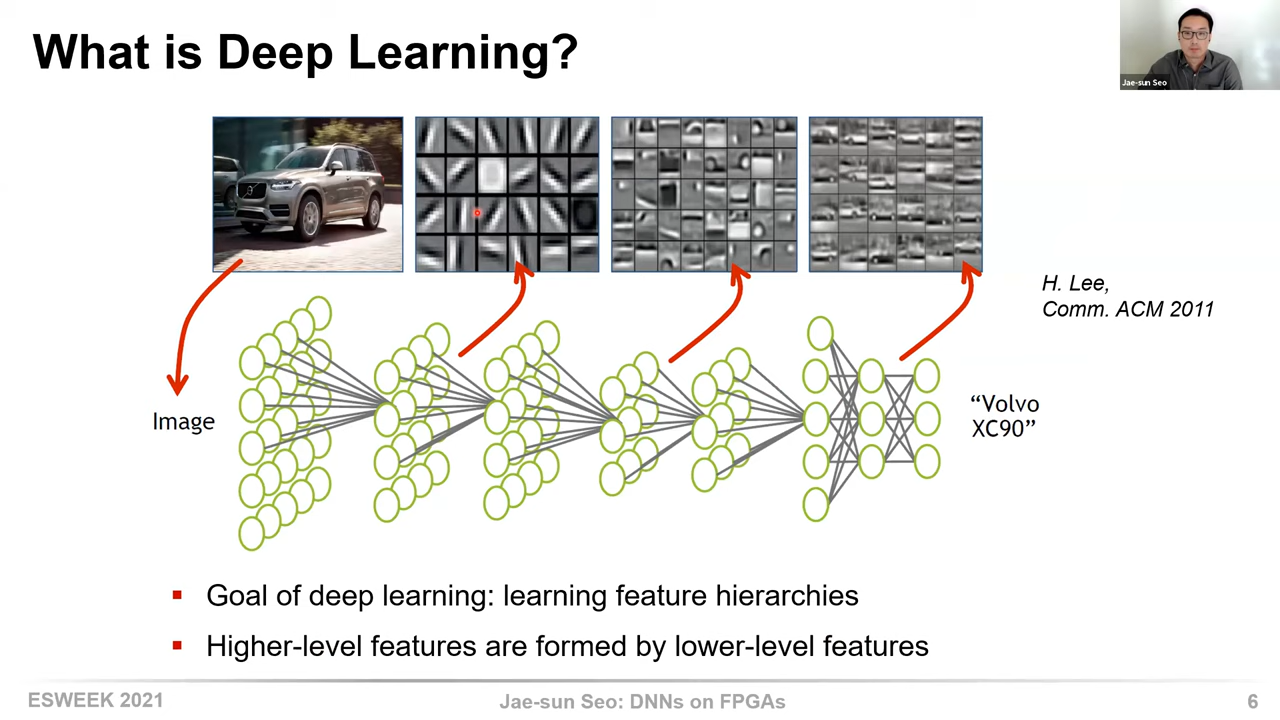 What is Deep Learning?
Jae-sun Seo
H. Lee,
Comm. ACM 2011
Image
“Volvo
XC90”
▪ Goal of deep learning: learning feature hierarchies
▪ Higher-level features are formed by lower-level features
ESWEEK 2021
Jae-sun Seo: DNNs on FPGAs
6